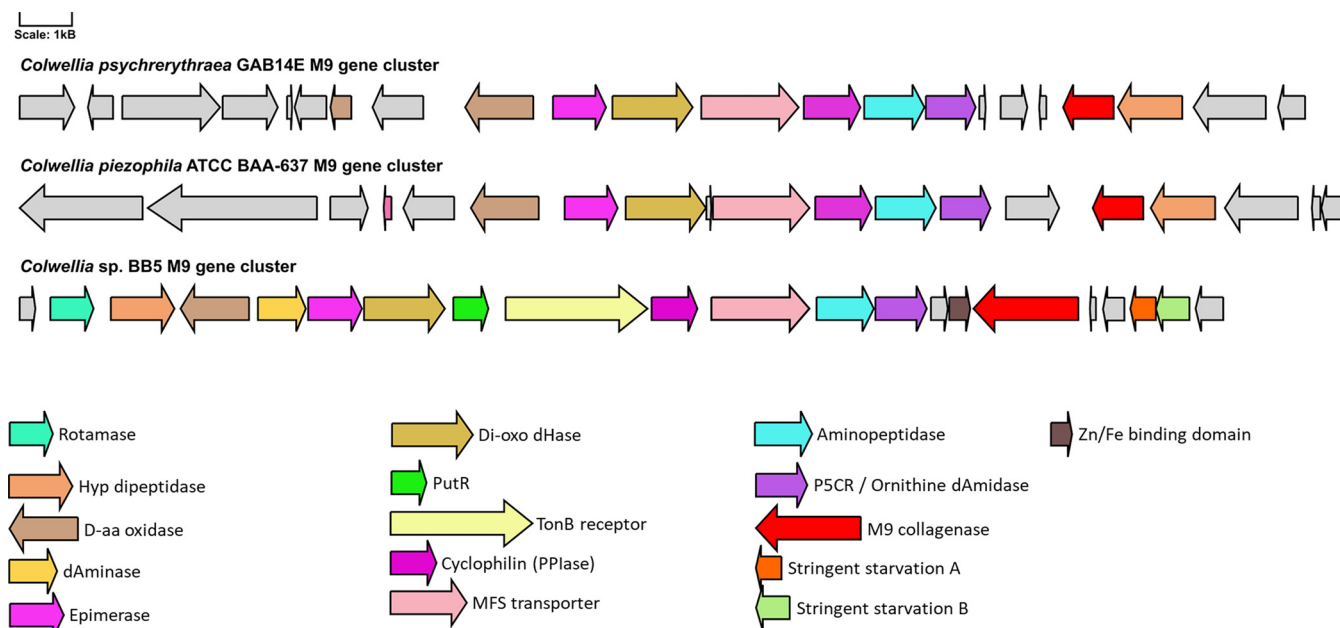 Scale: 1kB
Colwellia psychrerythraea GAB14E M9 gene cluster
Colwellia piezophila ATCC BAA-637 M9 gene cluster
Colwellia sp. BB5 M9 gene cluster
Rotamase
Hyp dipeptidase
D-aa oxidase
dAminase
Epimerase
Di-oxo dHase
PutR
TonB receptor
Cyclophilin (PPIase)
MFS transporter
Aminopeptidase
P5CR / Ornithine dAmidase
M9 collagenase
Stringent starvation A
Stringent starvation B
Zn/Fe binding domain